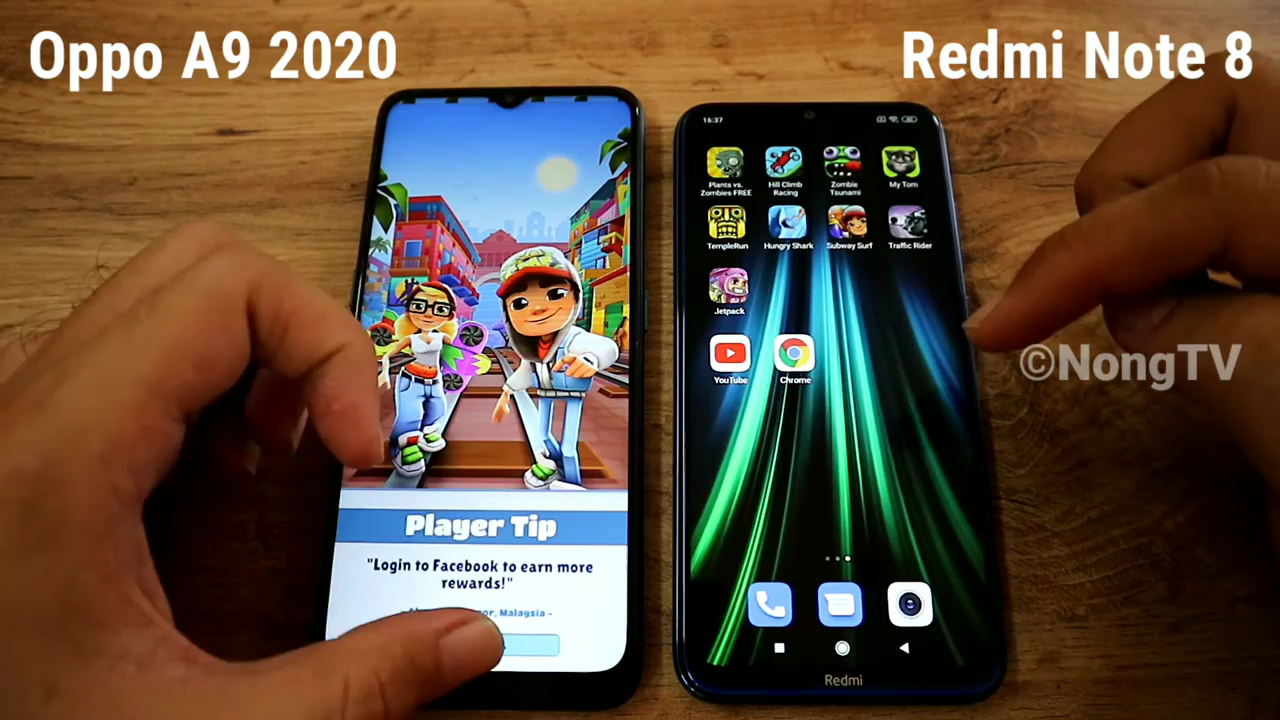 Oppo A9 2020
Redmi Note 8
16:37
Plants vs.
Zombies FREE
Hill Climb
Racing
Zombie
Tsunami
My Tom
TempleRun
Hungry Shark
Subway Surf
Traffic Rider
Jetpack
YouTube
Chrome
©NongTV
Player Tip
"Login to Facebook to earn more
rewards!"
Malaysia -
Redmi